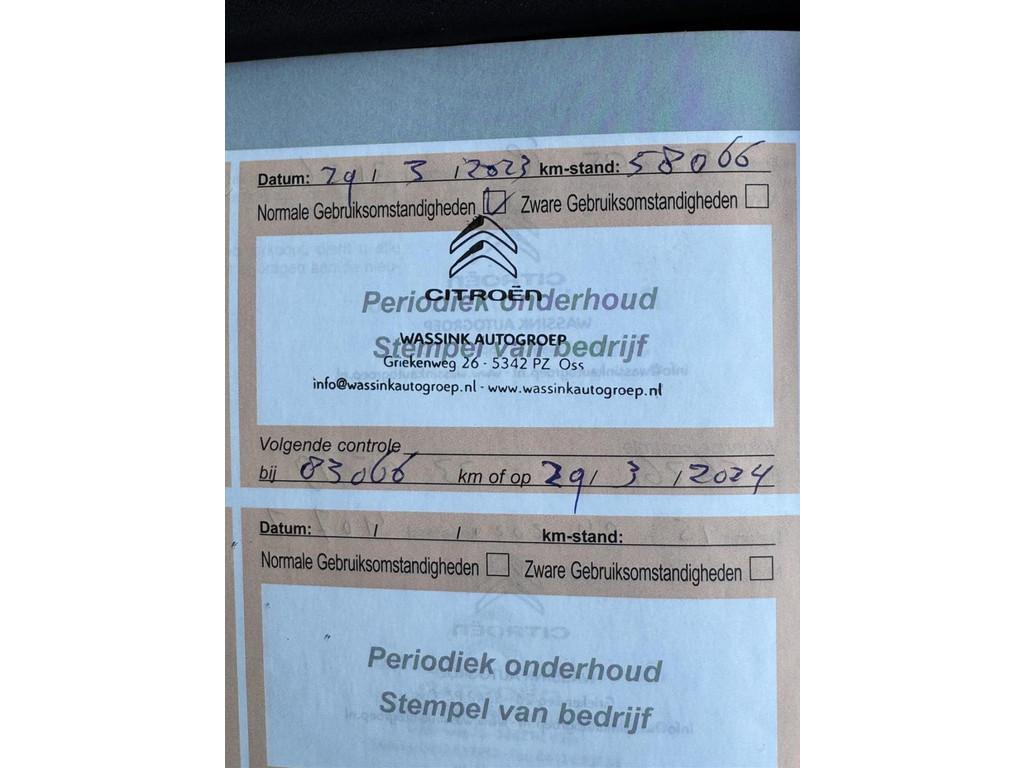 Datum: 29 / 3 / 2023 km-stand: 58066
Normale Gebruiksomstandigheden Zware Gebruiksomstandigheden
CITROËN
Periodiek onderhoud
WASSINK AUTOGROEP
Stempel van bedrijf
Griekenweg 26 - 5342 PZ Oss
info@wassinkautogroep.nl - www.wassinkautogroep.nl
Volgende controle
bij 83066 km of op 29 / 3 / 2024
Datum: / / km-stand:
Normale Gebruiksomstandigheden Zware Gebruiksomstandigheden
Periodiek onderhoud
Stempel van bedrijf